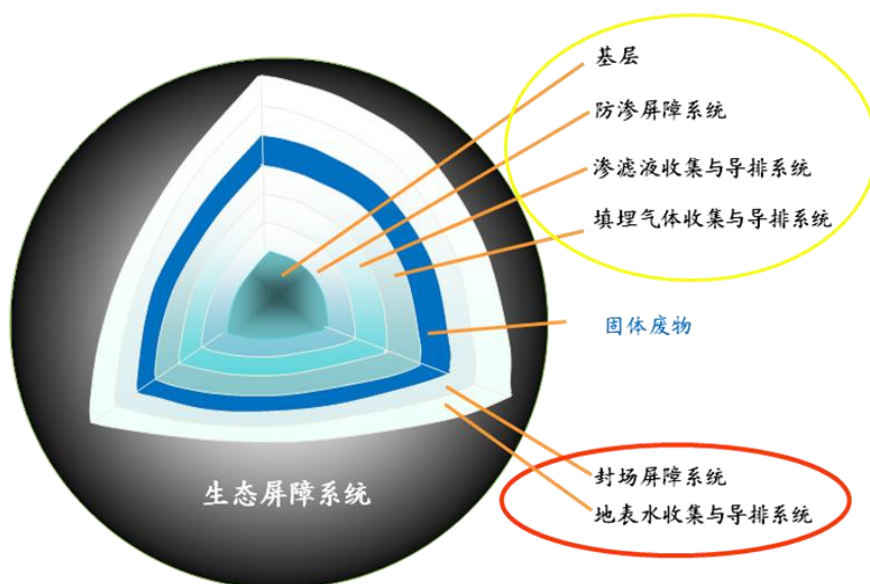 基层
防渗屏障系统
渗滤液收集与导排系统
填埋气体收集与导排系统
固体废物
封场屏障系统
生态屏障系统
地表水收集与导排系统